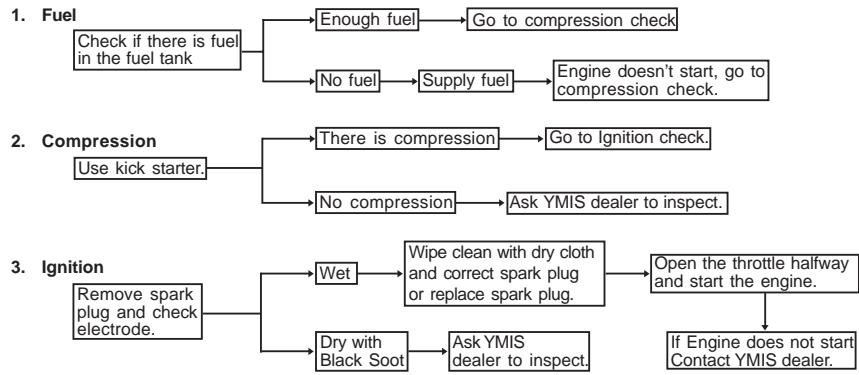 1. Fuel
Check if there is fuel
in the fuel tank
Enough fuel
Go to compression check
No fuel
Supply fuel
Engine doesn't start, go to
compression check.
2. Compression
Use kick starter.
There is compression
Go to Ignition check.
No compression
Ask YMIS dealer to inspect.
3. Ignition
Remove spark
plug and check
electrode.
Wet
Wipe clean with dry cloth
and correct spark plug
or replace spark plug.
Open the throttle halfway
and start the engine.
If Engine does not start
Contact YMIS dealer.
Dry with
Black Soot
Ask YMIS
dealer to inspect.